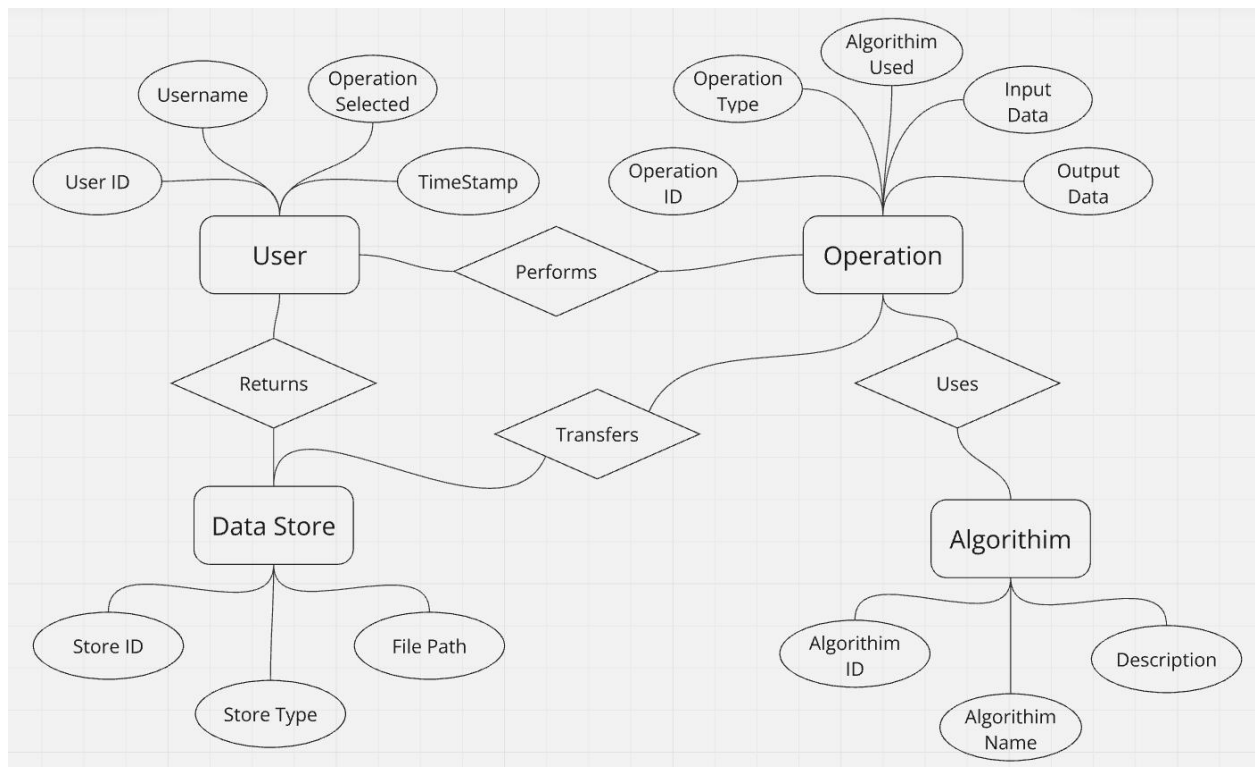 Username
Operation
Selected
User ID
TimeStamp
Operation
Type
Algorithim
Used
Input
Data
Operation
ID
Output
Data
User
Performs
Operation
Returns
Transfers
Uses
Data Store
Algorithim
Store ID
Store Type
File Path
Algorithim
ID
Algorithim
Name
Description